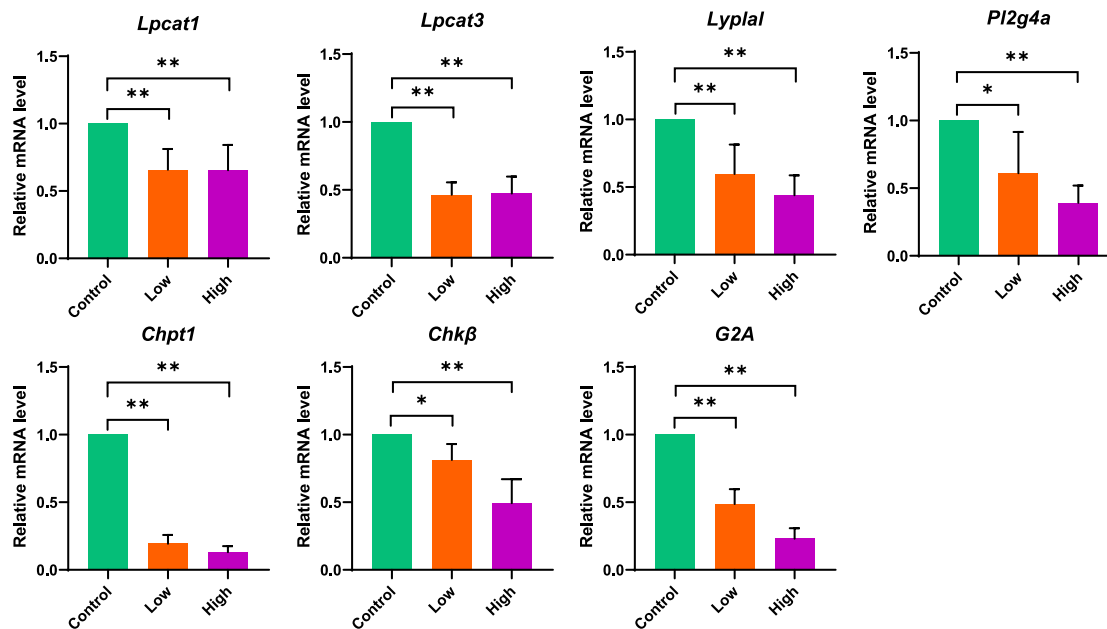 Lpcat1
Relative mRNA level
1.5
1.0
0.5
0.0
**
**
Control
Low
High
Lpcat3
Relative mRNA level
1.5
1.0
0.5
0.0
**
**
Control
Low
High
Lyplal
Relative mRNA level
1.5
1.0
0.5
0.0
**
**
Control
Low
High
Pl2g4a
Relative mRNA level
1.5
1.0
0.5
0.0
**
*
Control
Low
High
Chpt1
Relative mRNA level
1.5
1.0
0.5
0.0
**
**
Control
Low
High
Chkβ
Relative mRNA level
1.5
1.0
0.5
0.0
**
*
Control
Low
High
G2A
Relative mRNA level
1.5
1.0
0.5
0.0
**
**
Control
Low
High